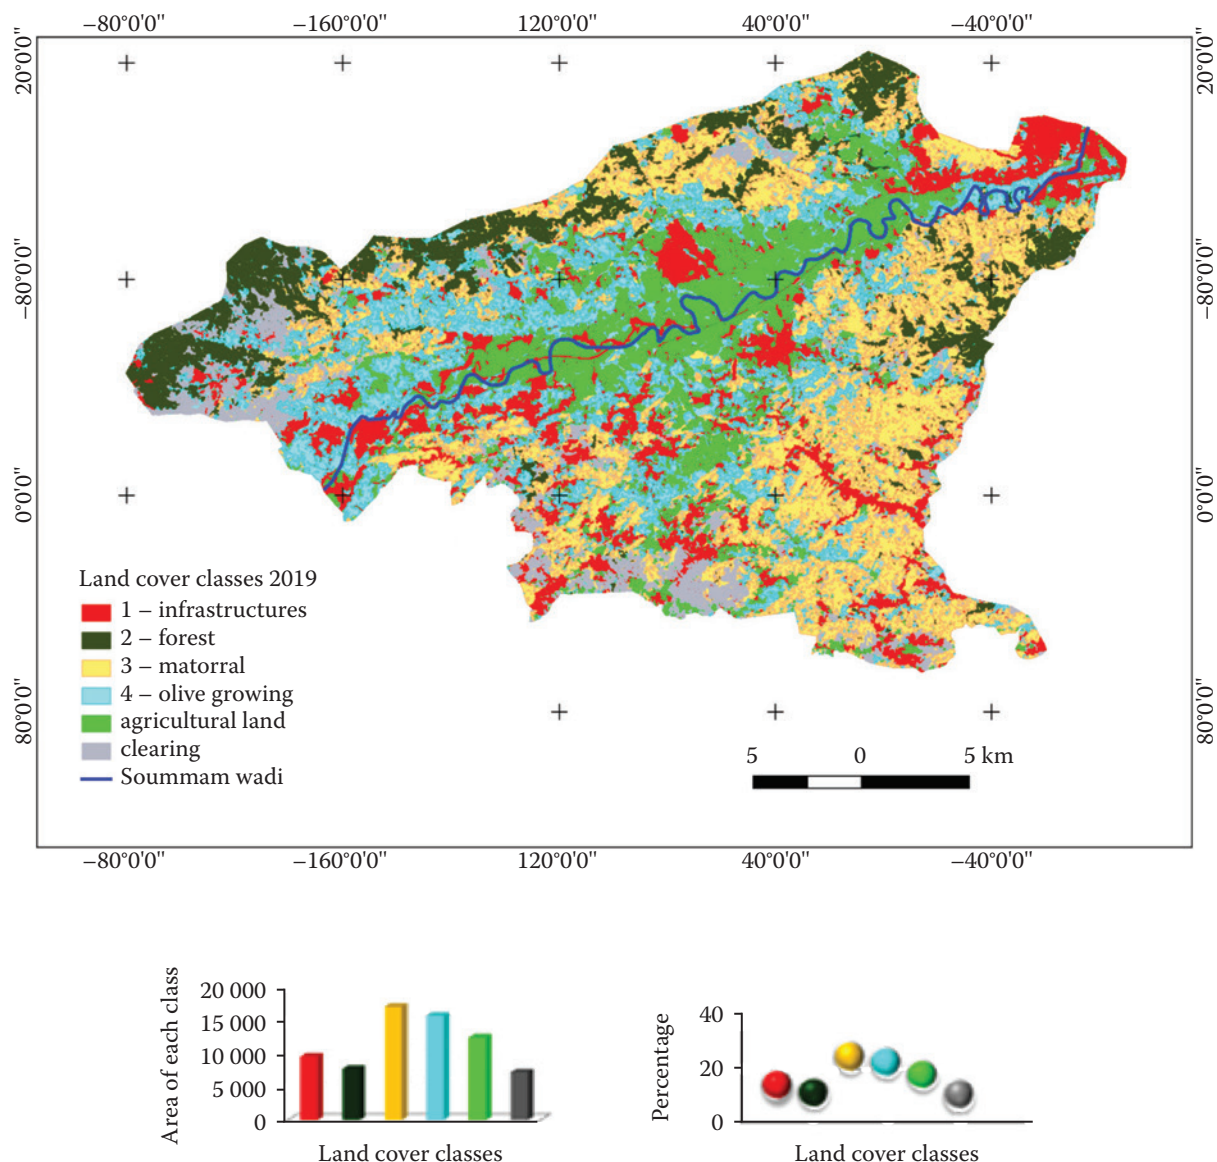 −80°0'0" −160°0'0" 120°0'0" 40°0'0" −40°0'0"
20°0'0" 20°0'0"
−80°0'0" −80°0'0"
0°0'0" 0°0'0"
80°0'0" 80°0'0"
Land cover classes 2019
1 – infrastructures
2 – forest
3 – matorral
4 – olive growing
agricultural land
clearing
Soummam wadi
5 0 5 km
−80°0'0" −160°0'0" 120°0'0" 40°0'0" −40°0'0"
Area of each class
20 000
15 000
10 000
5 000
0
Land cover classes
Percentage
40
20
0
Land cover classes